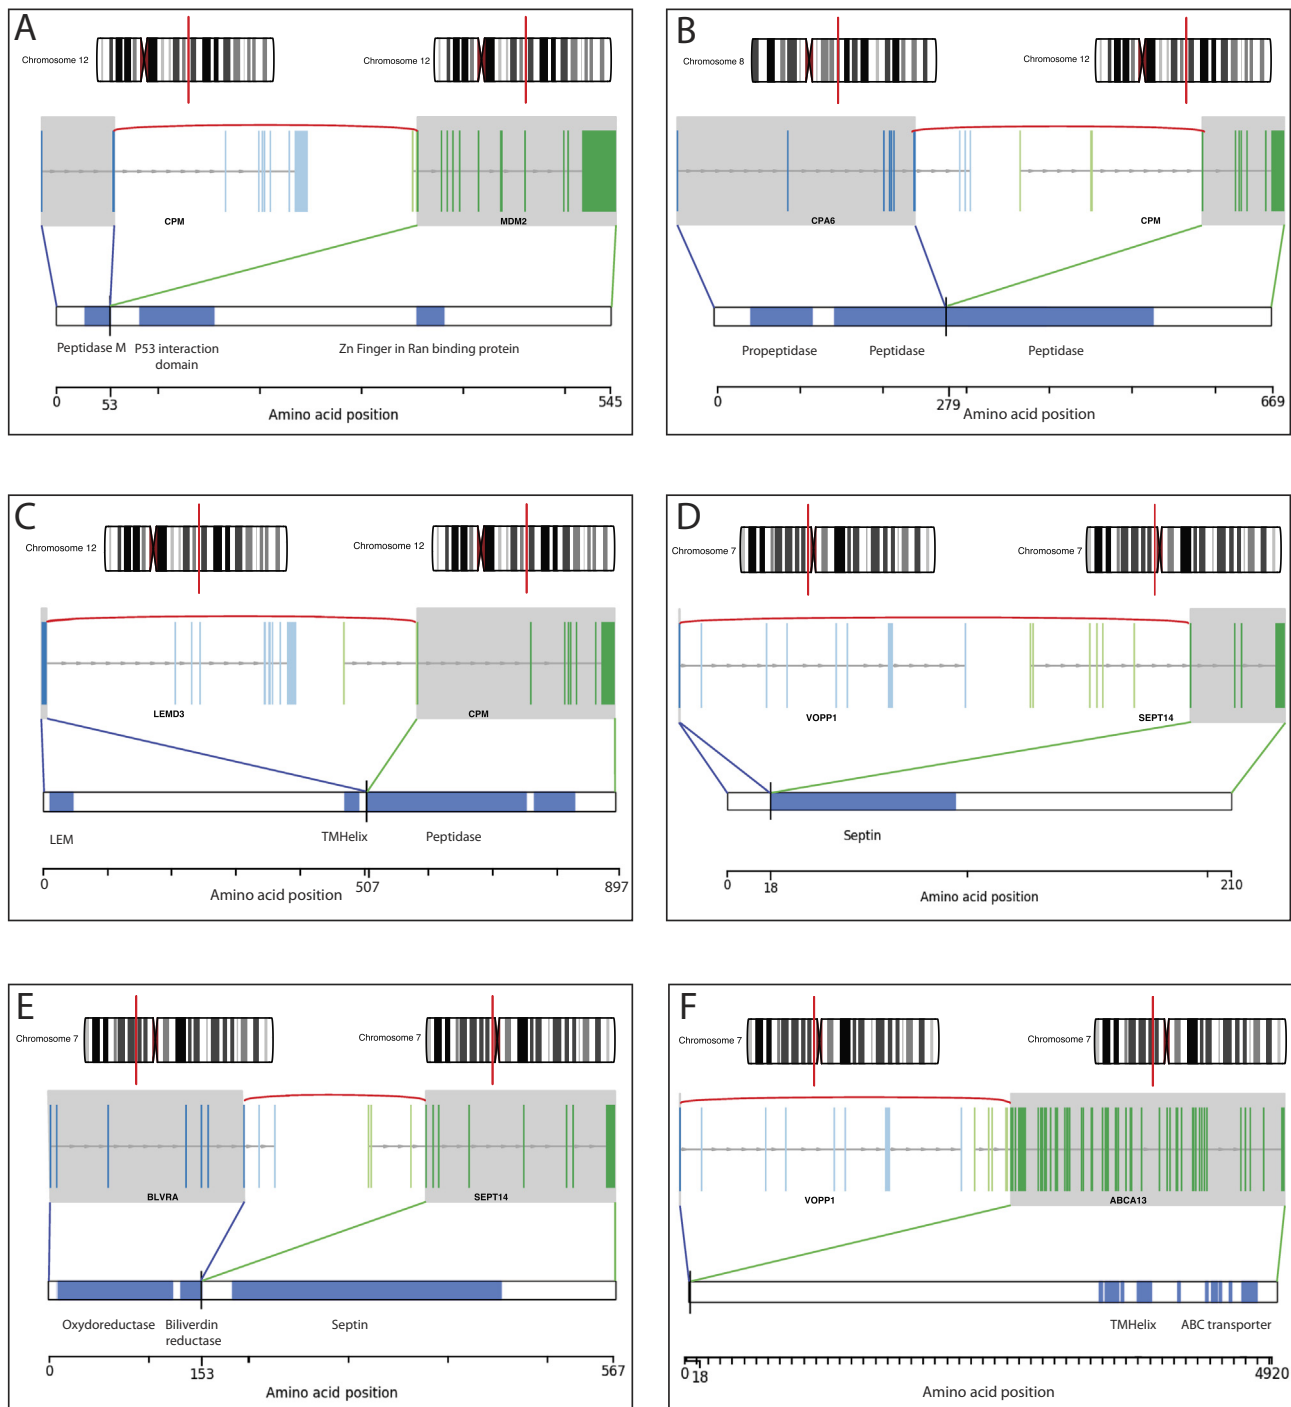 A
Chromosome 12
Chromosome 12
CPM
MDM2
Peptidase M
P53 interaction
domain
Zn Finger in Ran binding protein
0
53
545
Amino acid position
B
Chromosome 8
Chromosome 12
CPA6
CPM
Propeptidase
Peptidase
Peptidase
0
279
669
Amino acid position
C
Chromosome 12
Chromosome 12
LEMD3
CPM
LEM
TMHelix
Peptidase
0
507
897
Amino acid position
D
Chromosome 7
Chromosome 7
VOPP1
SEPT14
Septin
0
18
210
Amino acid position
E
Chromosome 7
Chromosome 7
BLVRA
SEPT14
Oxydoreductase
Biliverdin
reductase
Septin
0
153
567
Amino acid position
F
Chromosome 7
Chromosome 7
VOPP1
ABCA13
TMHelix
ABC transporter
0
18
4920
Amino acid position